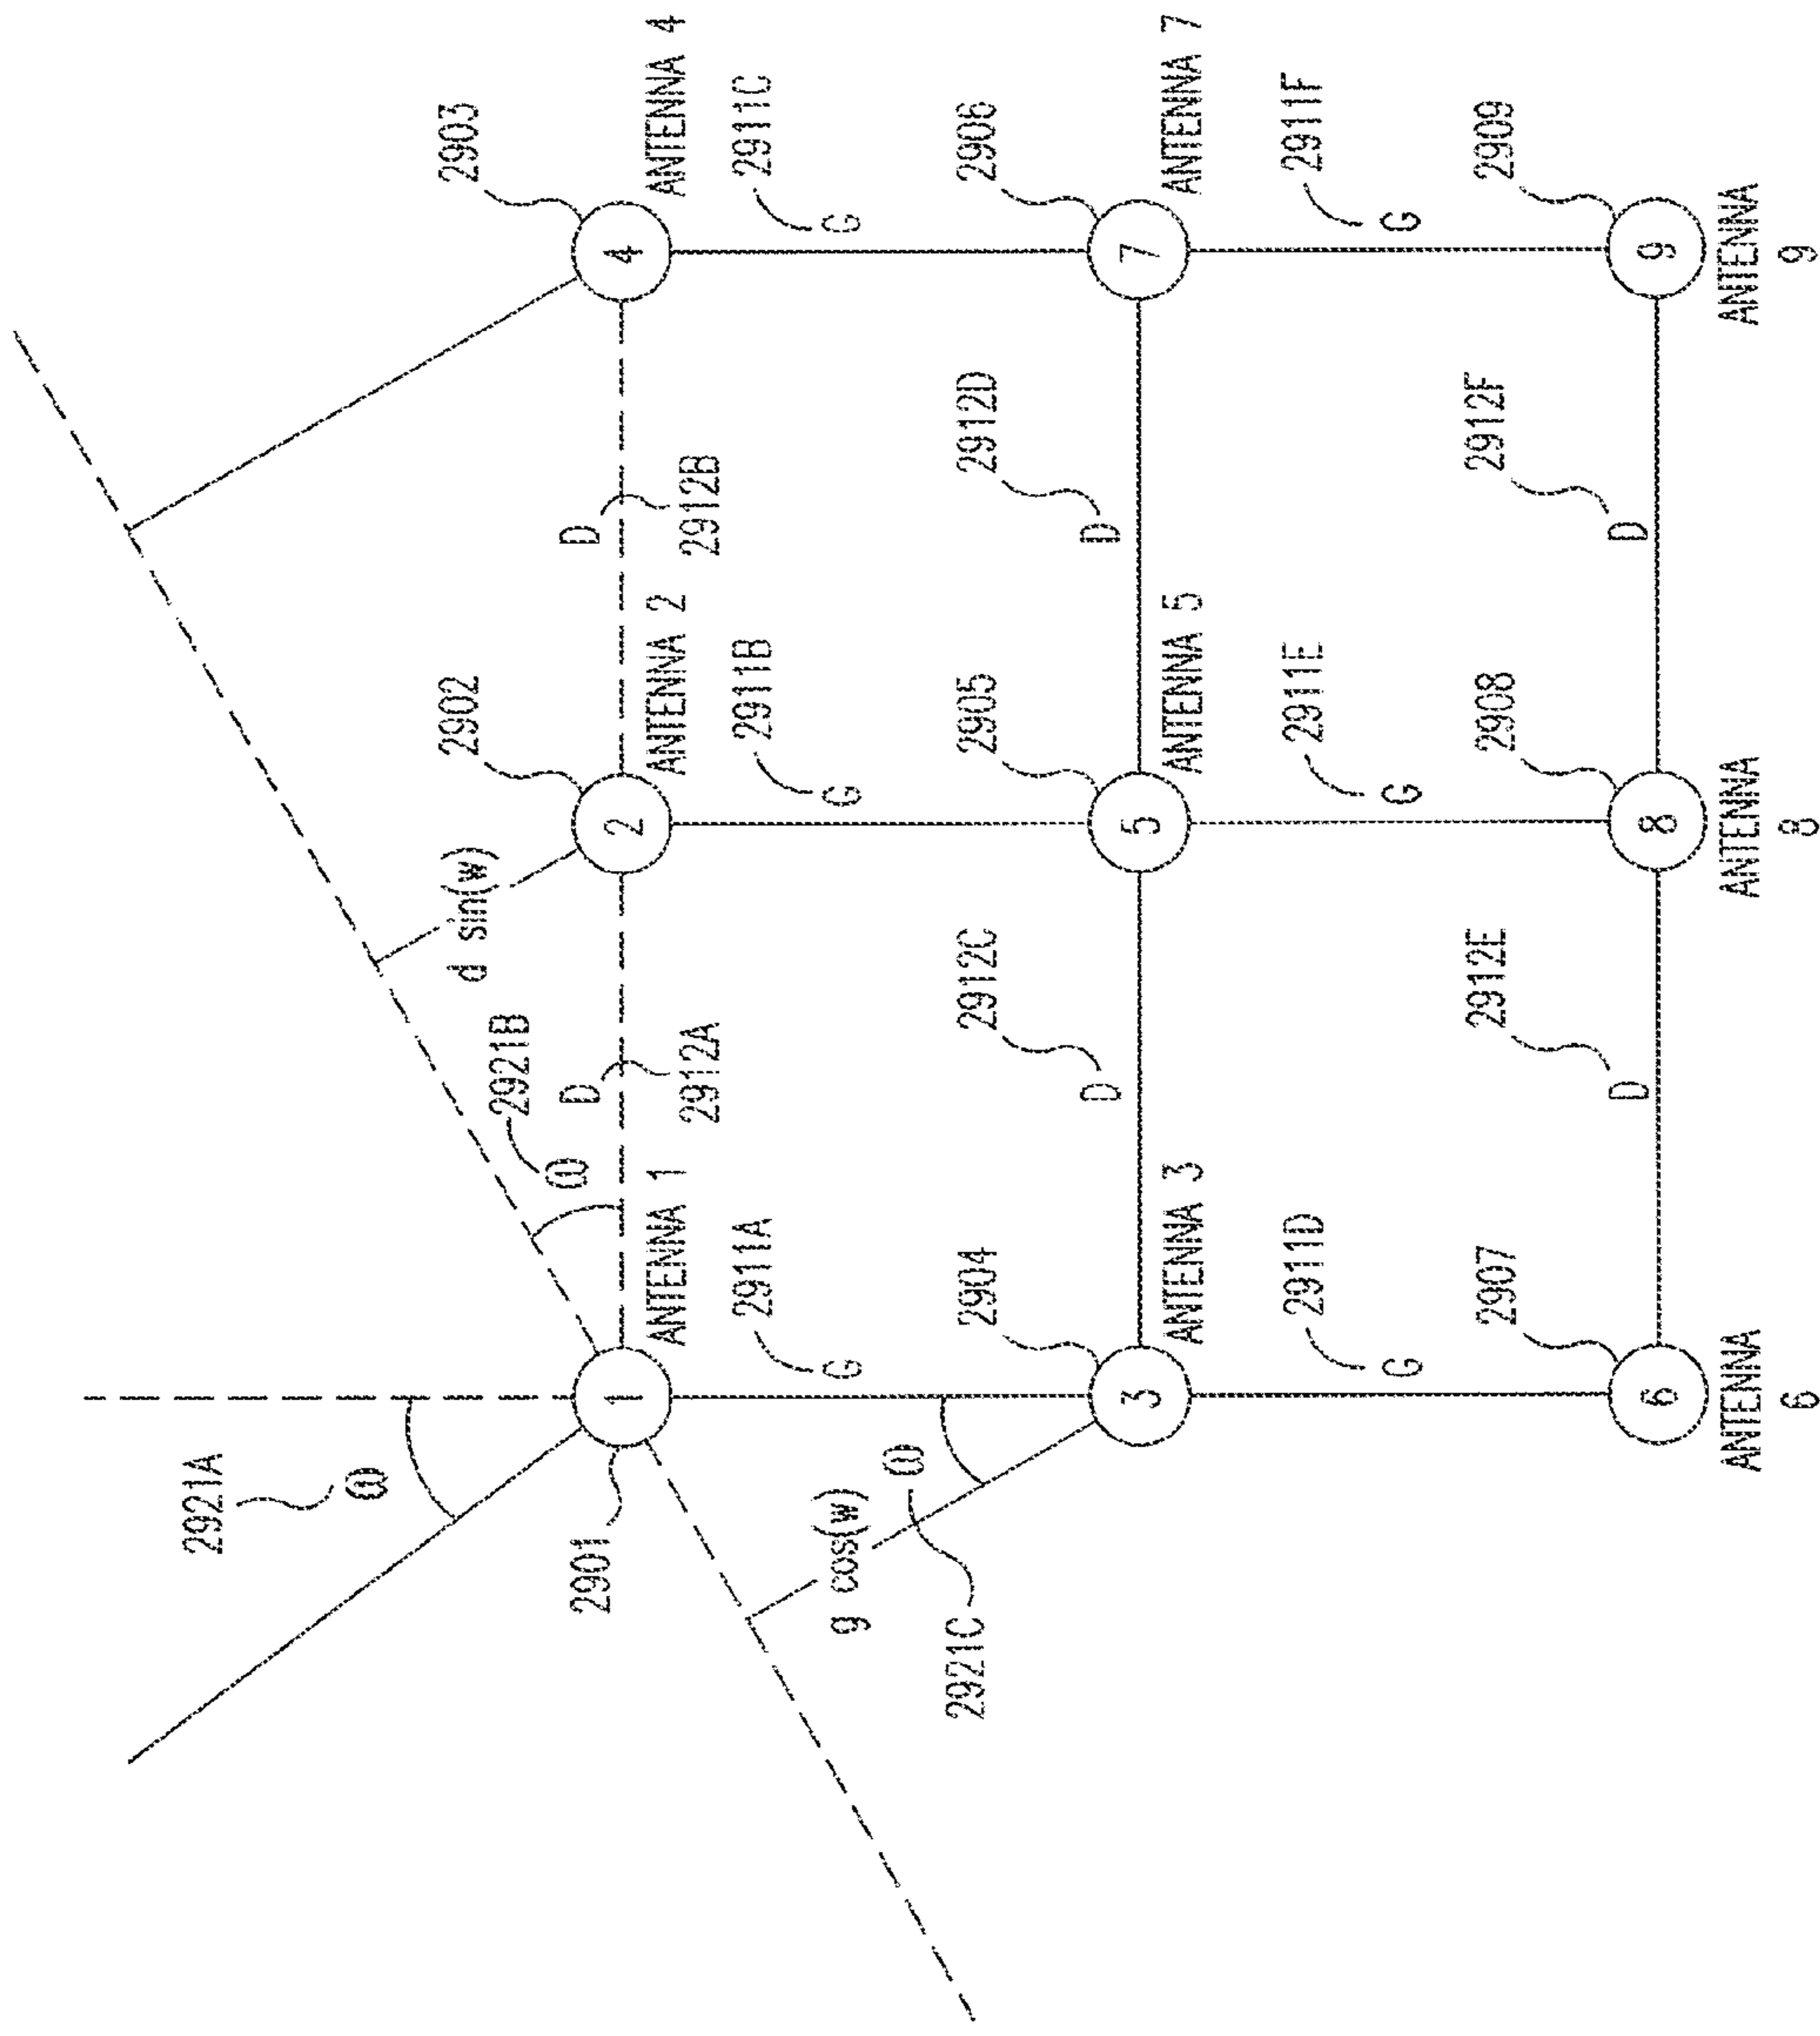 2921A
ω
2901
1
ANTENNA 1
2921B
ω
D
2912A
d sin(w)
2902
2
ANTENNA 2
D
2912B
2903
4
ANTENNA 4
g cos(w)
ω
2921C
G
2911A
G
2911B
G
2911C
2904
3
ANTENNA 3
D
2912C
2905
5
ANTENNA 5
D
2912D
2906
7
ANTENNA 7
G
2911D
G
2911E
G
2911F
2907
6
ANTENNA
6
D
2912E
2908
8
ANTENNA
8
D
2912F
2909
9
ANTENNA
9